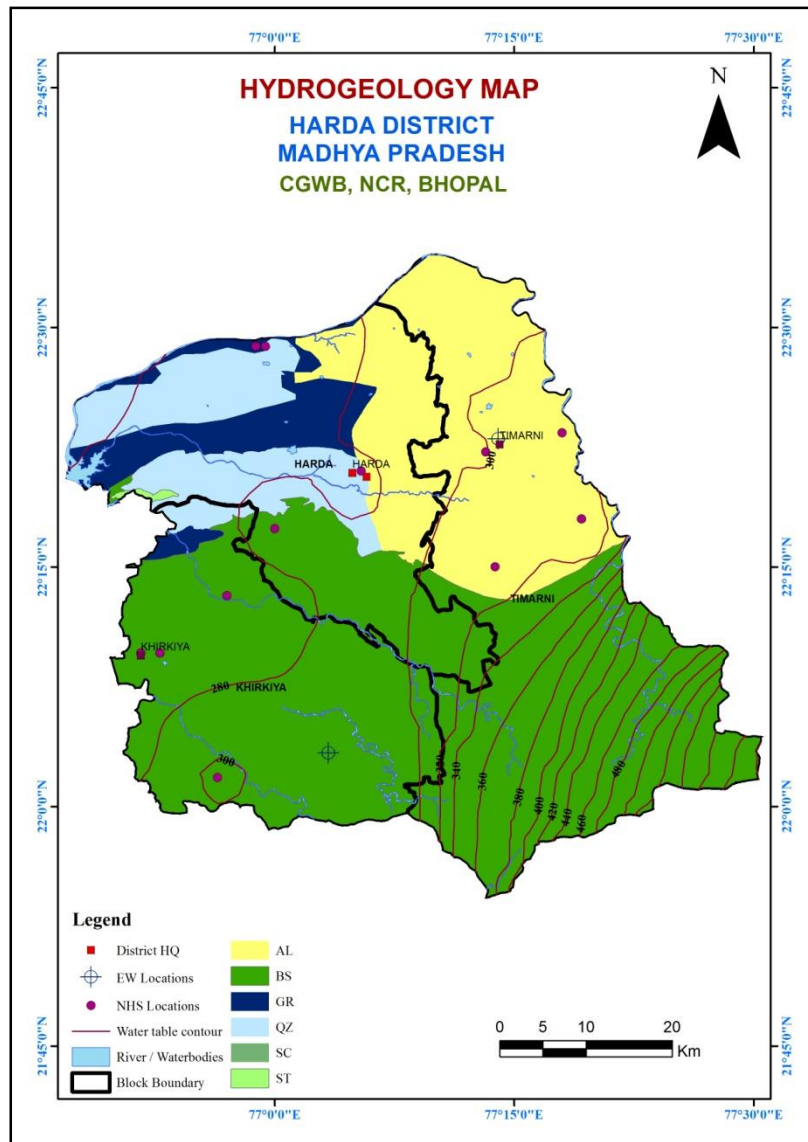 77°0'0"E 77°15'0"E 77°30'0"E
22°45'0"N 22°45'0"N
HYDROGEOLOGY MAP
N
HARDA DISTRICT
MADHYA PRADESH
CGWB, NCR, BHOPAL
22°30'0"N 22°30'0"N
TIMARNI
300
HARDA HARDA
22°15'0"N 22°15'0"N
TIMARNI
KHIRKIYA
280 KHIRKIYA
300
340
360
380
400
420
440
460
480
22°0'0"N 22°0'0"N
Legend
District HQ
EW Locations
NHS Locations
Water table contour
River / Waterbodies
Block Boundary
AL
BS
GR
QZ
SC
ST
0 5 10 20
Km
21°45'0"N 21°45'0"N
77°0'0"E 77°15'0"E 77°30'0"E